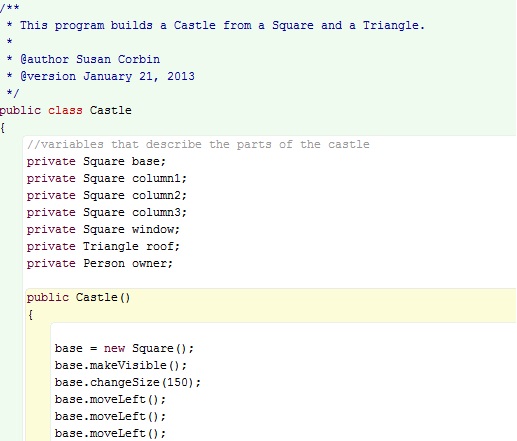 /**
 * This program builds a Castle from a Square and a Triangle.
 *
 * @author Susan Corbin
 * @version January 21, 2013
 */
public class Castle
{
    //variables that describe the parts of the castle
    private Square base;
    private Square column1;
    private Square column2;
    private Square column3;
    private Square window;
    private Triangle roof;
    private Person owner;
    public Castle()
    {
        base = new Square();
        base.makeVisible();
        base.changeSize(150);
        base.moveLeft();
        base.moveLeft();
        base.moveLeft();